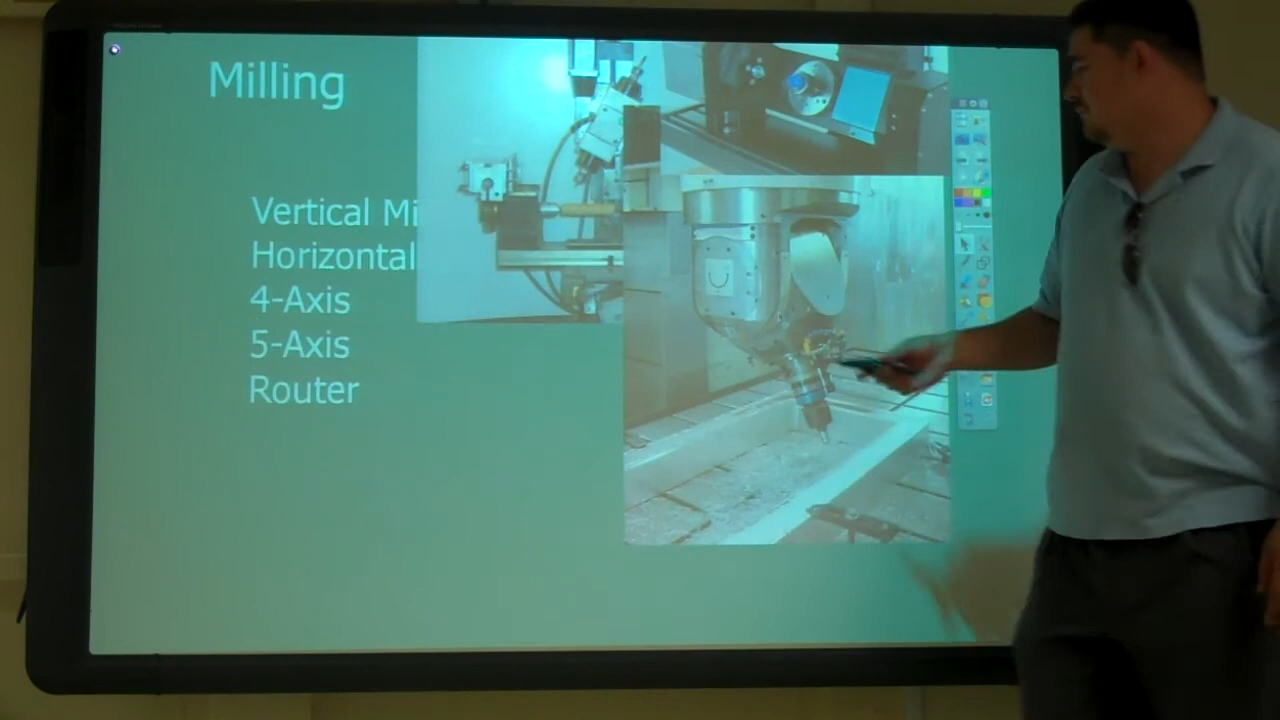 Milling
Vertical Mi
Horizontal
4-Axis
5-Axis
Router